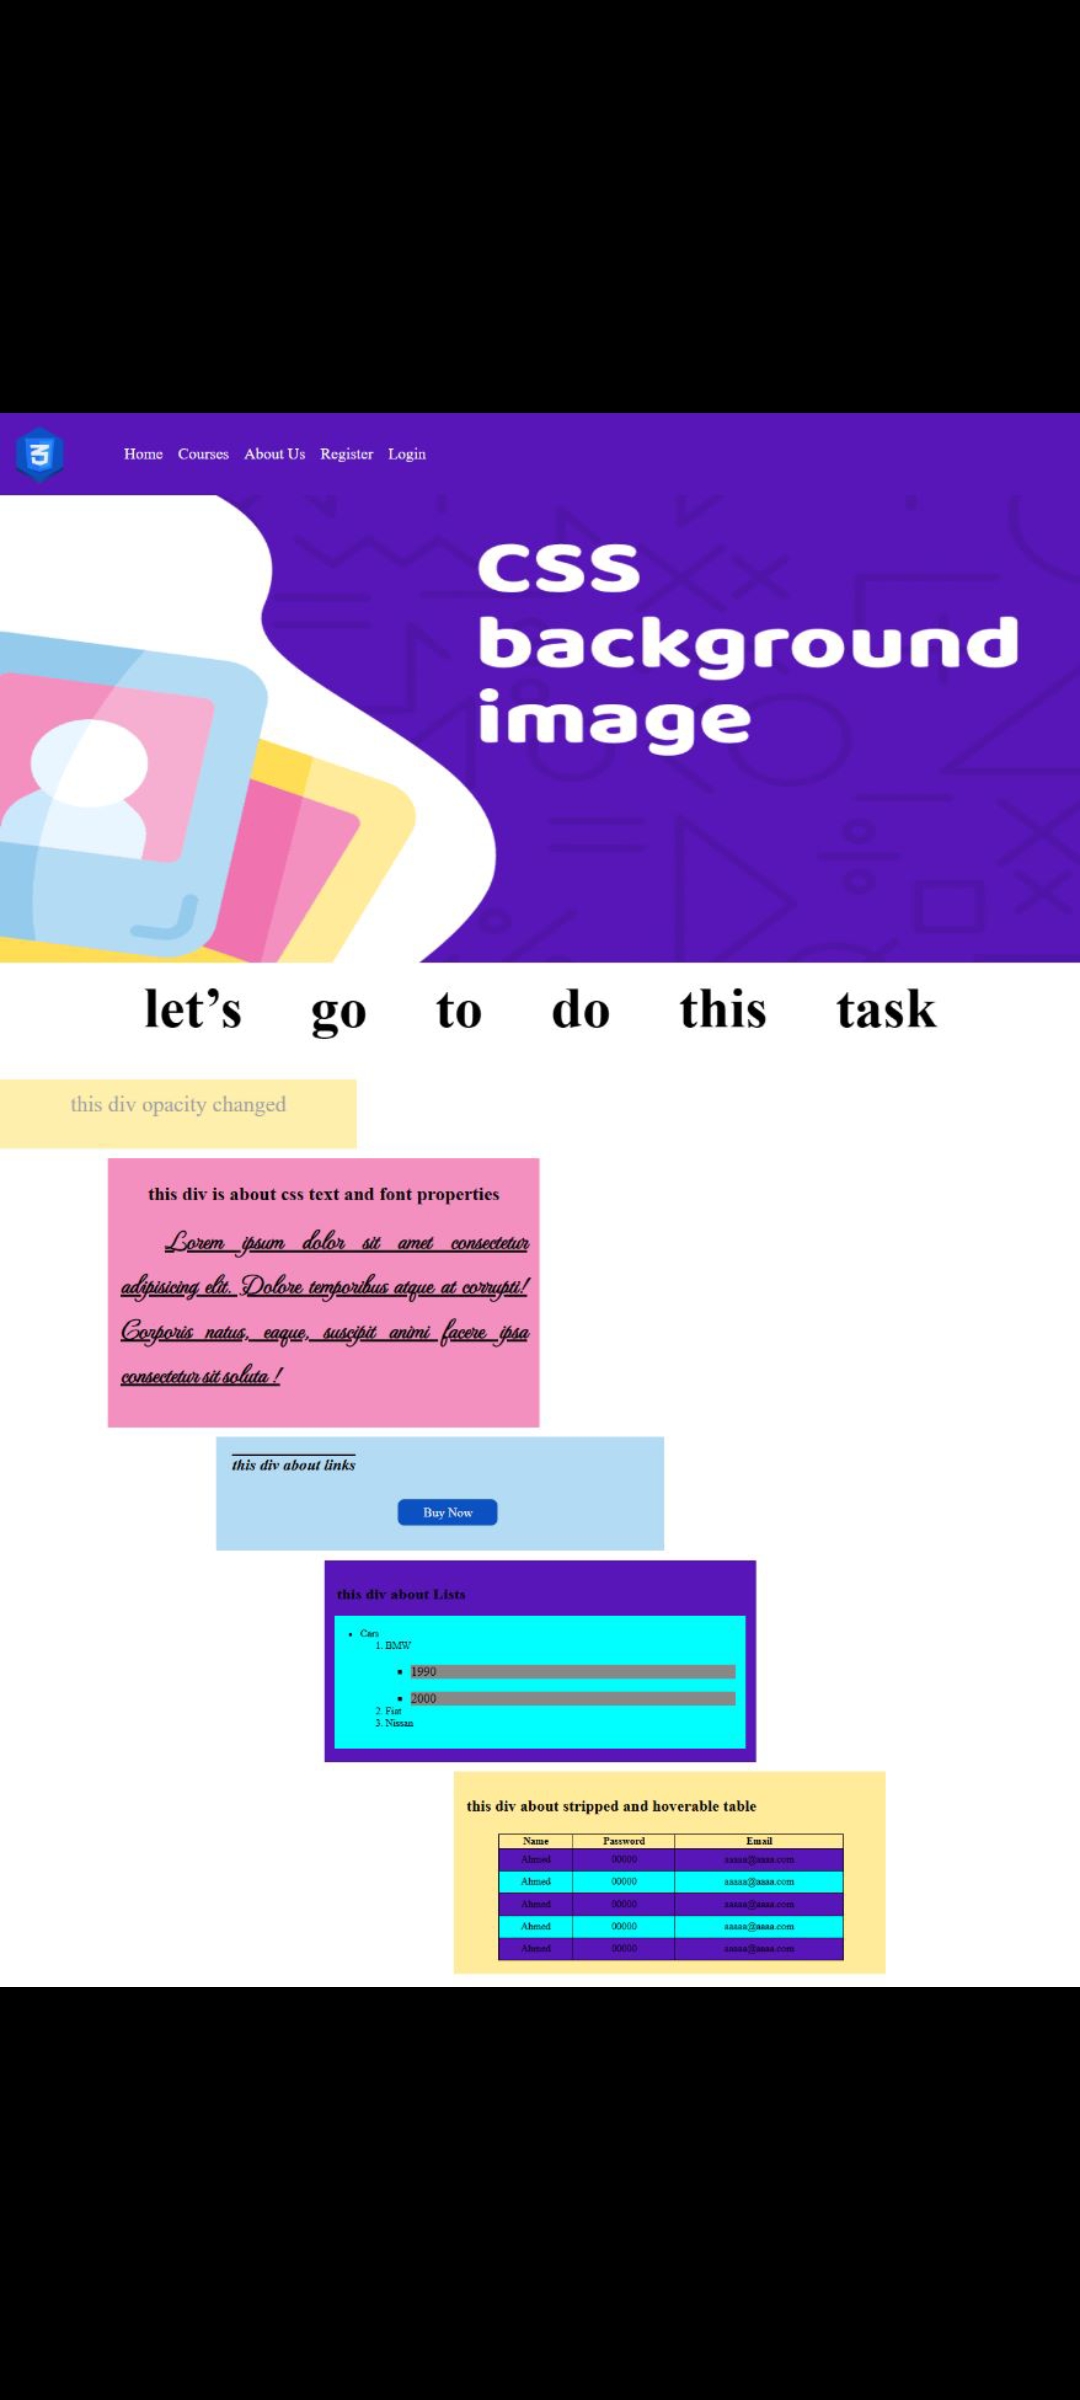 Home Courses About Us Register Login
css
background
image
let’s go to do this task
this div opacity changed
this div is about css text and font properties
Lorem ipsum dolor sit amet consectetur
adipisicing elit. Dolore temporibus atque at corrupti!
Corporis natus, eaque, suscipit animi facere ipsa
consectetur sit soluta !
this div about links
Buy Now
this div about Lists
Cars
1. BMW
1990
2000
2. Fiat
3. Nissan
this div about stripped and hoverable table
Name Password Email
Ahmed 00000 aaaaa@aaaa.com
Ahmed 00000 aaaaa@aaaa.com
Ahmed 00000 aaaaa@aaaa.com
Ahmed 00000 aaaaa@aaaa.com
Ahmed 00000 aaaaa@aaaa.com